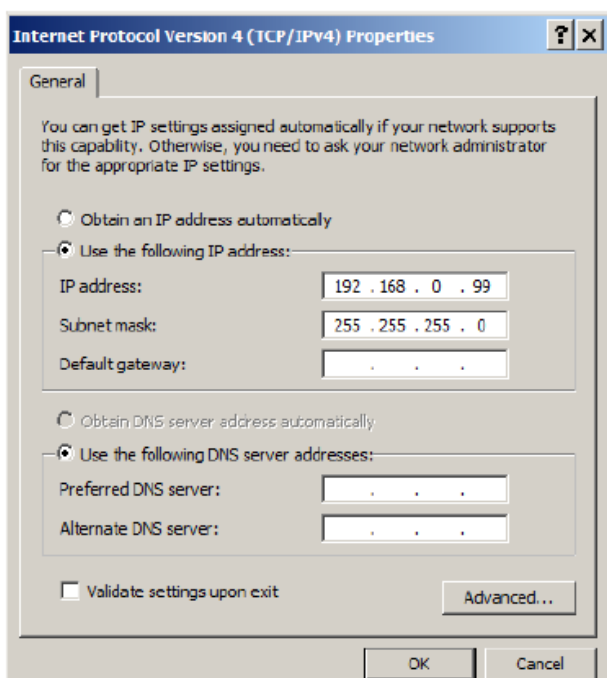 Internet Protocol Version 4 (TCP/IPv4) Properties
General
You can get IP settings assigned automatically if your network supports
this capability. Otherwise, you need to ask your network administrator
for the appropriate IP settings.
Obtain an IP address automatically
Use the following IP address:
IP address: 192 . 168 . 0 . 99
Subnet mask: 255 . 255 . 255 . 0
Default gateway: . . .
Obtain DNS server address automatically
Use the following DNS server addresses:
Preferred DNS server: . . .
Alternate DNS server: . . .
Validate settings upon exit
Advanced...
OK Cancel